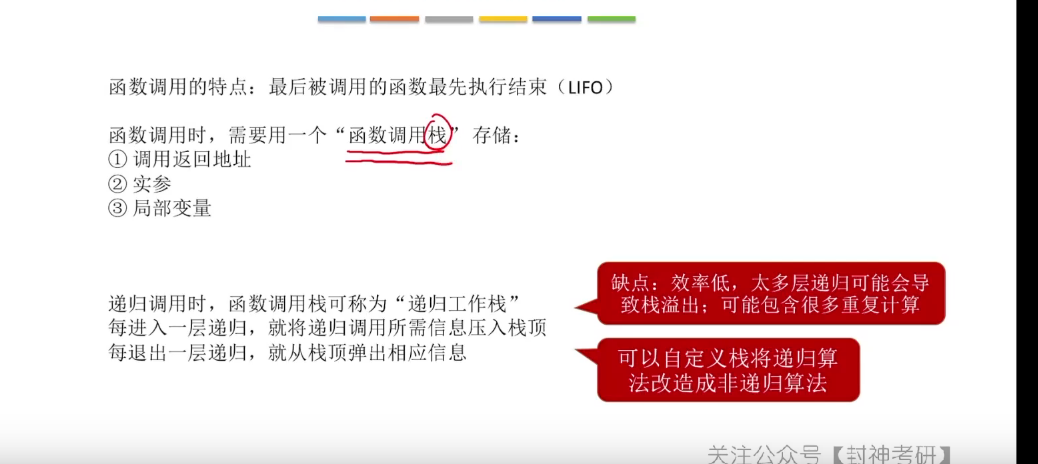 函数调用的特点：最后被调用的函数最先执行结束（LIFO）
函数调用时，需要用一个“函数调用栈” 存储：
① 调用返回地址
② 实参
③ 局部变量
递归调用时，函数调用栈可称为“递归工作栈”
每进入一层递归，就将递归调用所需信息压入栈顶
每退出一层递归，就从栈顶弹出相应信息
缺点：效率低，太多层递归可能会导
致栈溢出；可能包含很多重复计算
可以自定义栈将递归算
法改造成非递归算法
关注公众号【封神考研】